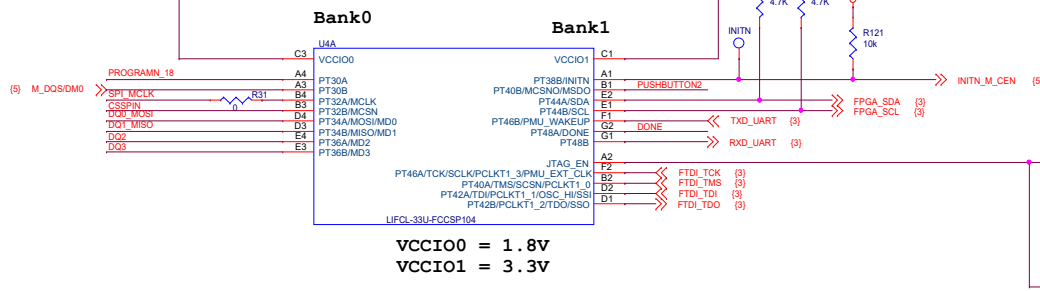 4.7K
4.7K
Bank0
Bank1
U4A
INITN
R121
10k
C3
VCCIO0
VCCIO1
C1
PROGRAMN_18
A4
PT30A
PT38B/INITN
A1
INITN_M_CEN
{5
{5}
M_DQS/DM0
A3
PT30B
PT40B/MCSNO/MSDO
B1
PUSHBUTTON2
SPI_MCLK
R31
0
B4
PT32A/MCLK
PT44A/SDA
E2
FPGA_SDA
{3}
CSSPIN
B3
PT32B/MCSN
PT44B/SCL
E1
FPGA_SCL
{3}
DQ0_MOSI
D4
PT34A/MOSI/MD0
PT46B/PMU_WAKEUP
F1
TXD_UART
{3}
DQ1_MISO
D3
PT34B/MISO/MD1
PT48A/DONE
G2
DONE
DQ2
E4
PT36A/MD2
PT48B
G1
RXD_UART
{3}
DQ3
E3
PT36B/MD3
JTAG_EN
A2
PT46A/TCK/SCLK/PCLKT1_3/PMU_EXT_CLK
F2
FTDI_TCK
{3}
PT40A/TMS/SCSN/PCLKT1_0
B2
FTDI_TMS
{3}
PT42A/TDI/PCLKT1_1/OSC_HI/SSI
D2
FTDI_TDI
{3}
PT42B/PCLKT1_2/TDO/SSO
D1
FTDI_TDO
{3}
LIFCL-33U-FCCSP104
VCCIO0 = 1.8V
VCCIO1 = 3.3V